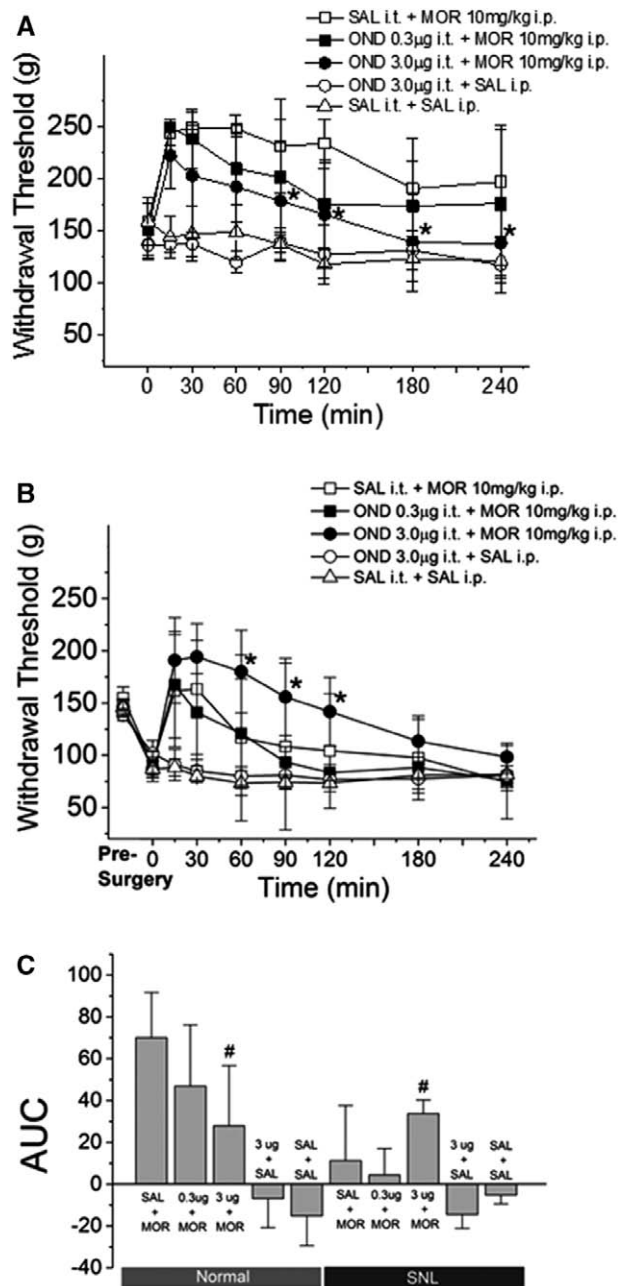 A
SAL i.t. + MOR 10mg/kg i.p.
OND 0.3μg i.t. + MOR 10mg/kg i.p.
OND 3.0μg i.t. + MOR 10mg/kg i.p.
OND 3.0μg i.t. + SAL i.p.
SAL i.t. + SAL i.p.
Withdrawal Threshold (g)
250
200
150
100
50
* * * *
0 30 60 90 120 180 240
Time (min)
B
SAL i.t. + MOR 10mg/kg i.p.
OND 0.3μg i.t. + MOR 10mg/kg i.p.
OND 3.0μg i.t. + MOR 10mg/kg i.p.
OND 3.0μg i.t. + SAL i.p.
SAL i.t. + SAL i.p.
Withdrawal Threshold (g)
250
200
150
100
50
* * *
Pre-
Surgery
0 30 60 90 120 180 240
Time (min)
C
AUC
100
80
60
40
20
0
-20
-40
# #
SAL + MOR
0.3ug + MOR
3 ug + MOR
3 ug + SAL
SAL + SAL
SAL + MOR
0.3ug + MOR
3 ug + MOR
3 ug + SAL
SAL + SAL
Normal SNL